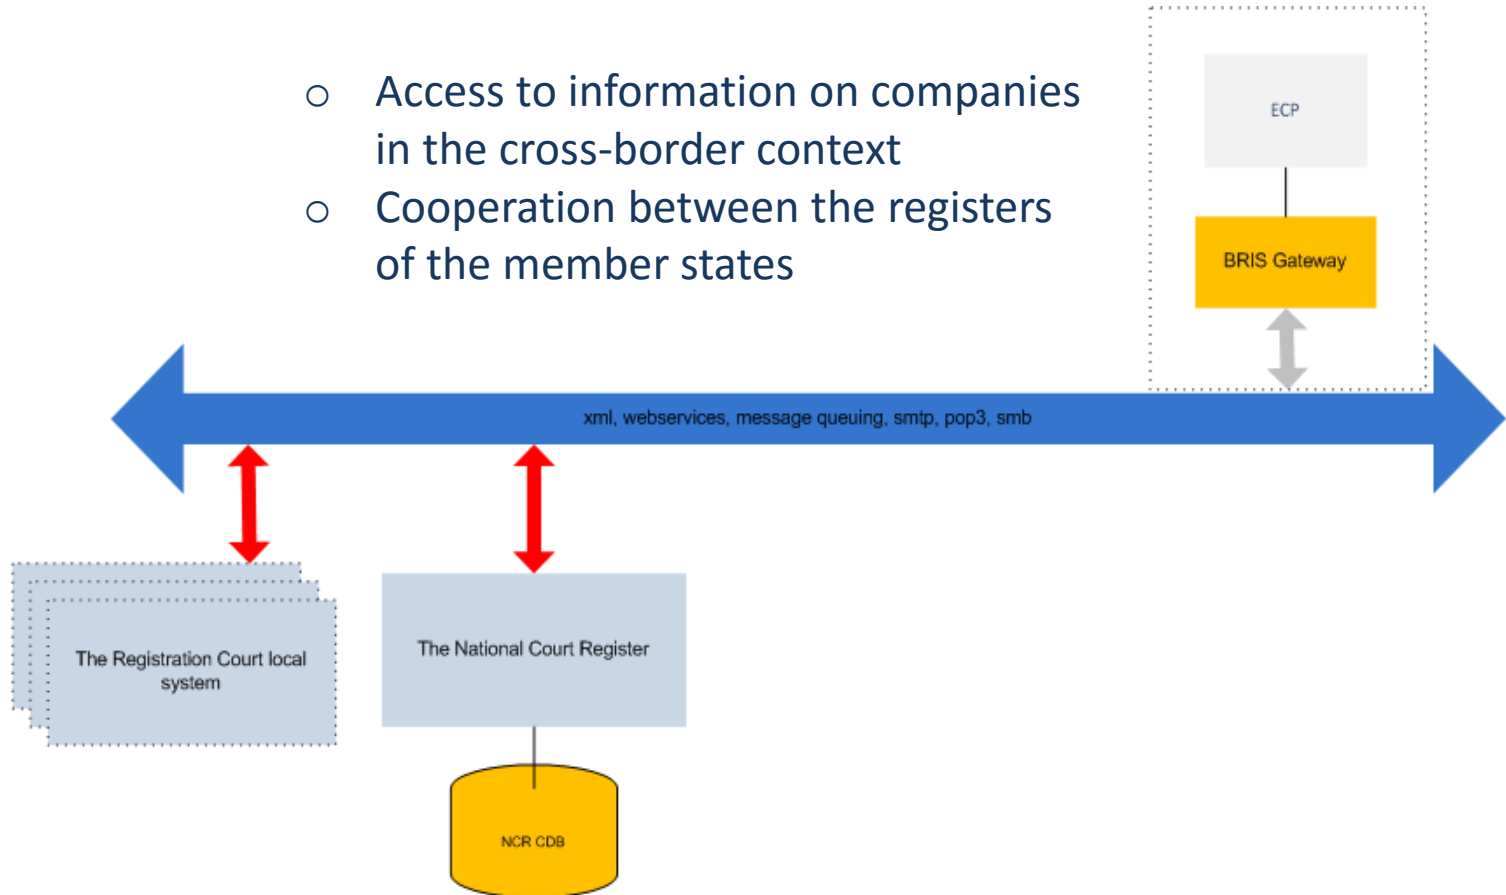 ○ Access to information on companies
in the cross-border context
○ Cooperation between the registers
of the member states
ECP
BRIS Gateway
xml, webservices, message queuing, smtp, pop3, smb
The Registration Court local
system
The National Court Register
NCR CDB